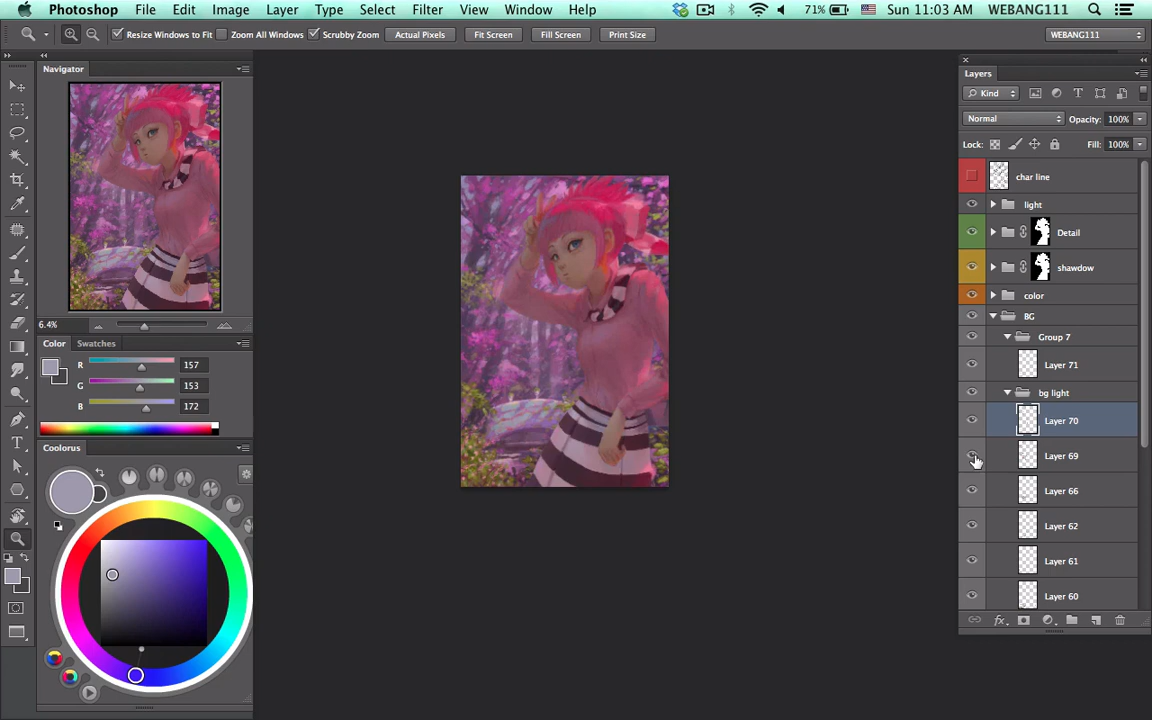 Photoshop File Edit Image Layer Type Select Filter View Window Help 71% Sun 11:03 AM WEBANG111
Resize Windows to Fit Zoom All Windows Scrubby Zoom Actual Pixels Fit Screen Fill Screen Print Size WEBANG111
Navigator
6.4%
Color Swatches
R 157
G 153
B 172
Colorus
Layers
Kind
Normal Opacity: 100%
Lock: Fill: 100%
char line
light
Detail
shawdow
color
BG
Group 7
Layer 71
bg light
Layer 70
Layer 69
Layer 66
Layer 62
Layer 61
Layer 60
fx